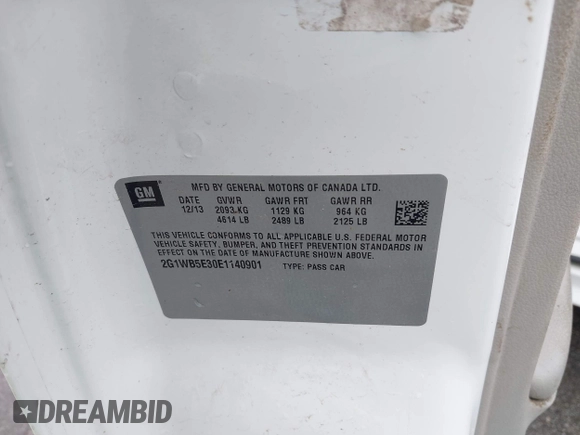 GM
MFD BY GENERAL MOTORS OF CANADA LTD.
DATE GVWR GAWR FRT GAWR RR
12/13 2093.KG 1129 KG 964 KG
4614 LB 2489 LB 2125 LB
THIS VEHICLE CONFORMS TO ALL APPLICABLE U.S. FEDERAL MOTOR
VEHICLE SAFETY, BUMPER, AND THEFT PREVENTION STANDARDS
IN EFFECT ON THE DATE OF MANUFACTURE SHOWN ABOVE.
2G1WB5E30E1140901 TYPE: PASS CAR
DREAMBID